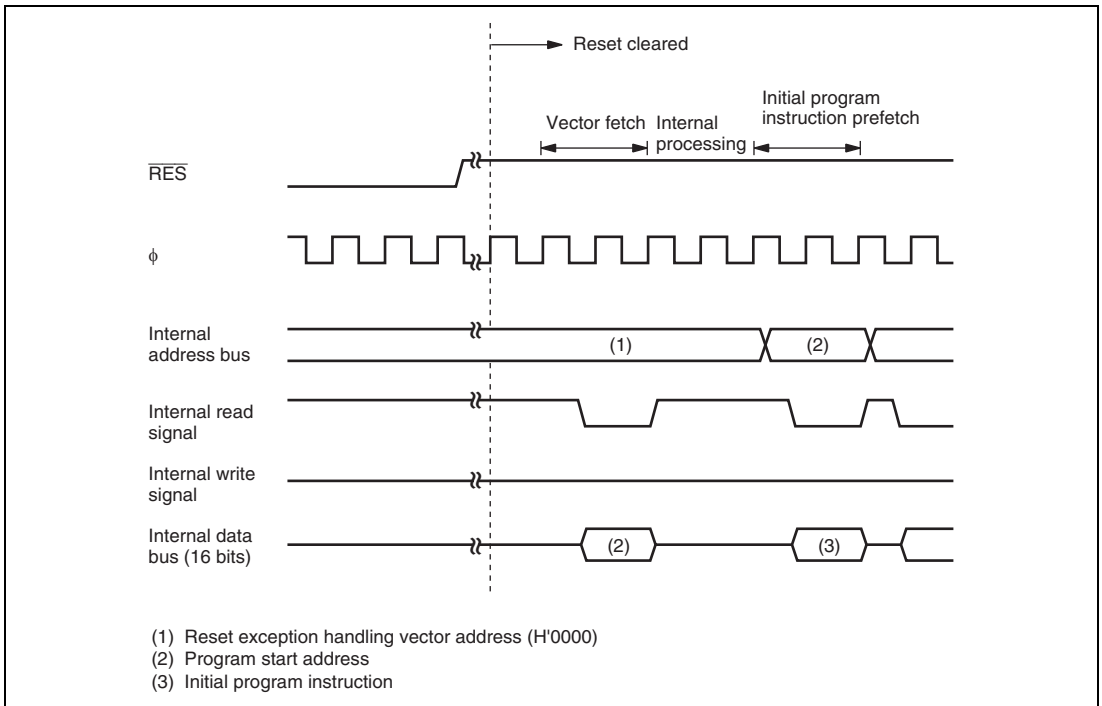 Reset cleared
Initial program
Vector fetch Internal instruction prefetch
processing
RES
ϕ
Internal
address bus
(1)
(2)
Internal read
signal
Internal write
signal
Internal data
bus (16 bits)
(2)
(3)
(1) Reset exception handling vector address (H'0000)
(2) Program start address
(3) Initial program instruction